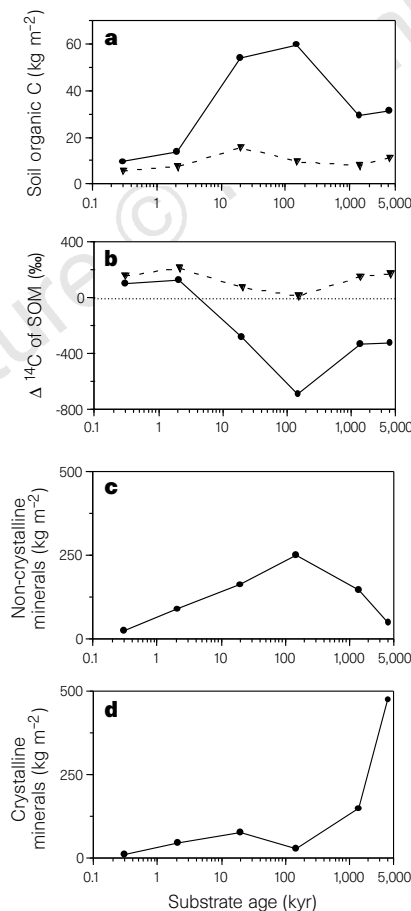 a
Soil organic C (kg m⁻²)
60
40
20
0
0.1 1 10 100 1,000 5,000
b
Δ ¹⁴C of SOM (‰)
400
0
-400
-800
0.1 1 10 100 1,000 5,000
c
Non-crystalline
minerals (kg m⁻²)
500
250
0
0.1 1 10 100 1,000 5,000
d
Crystalline
minerals (kg m⁻²)
500
250
0
0.1 1 10 100 1,000 5,000
Substrate age (kyr)